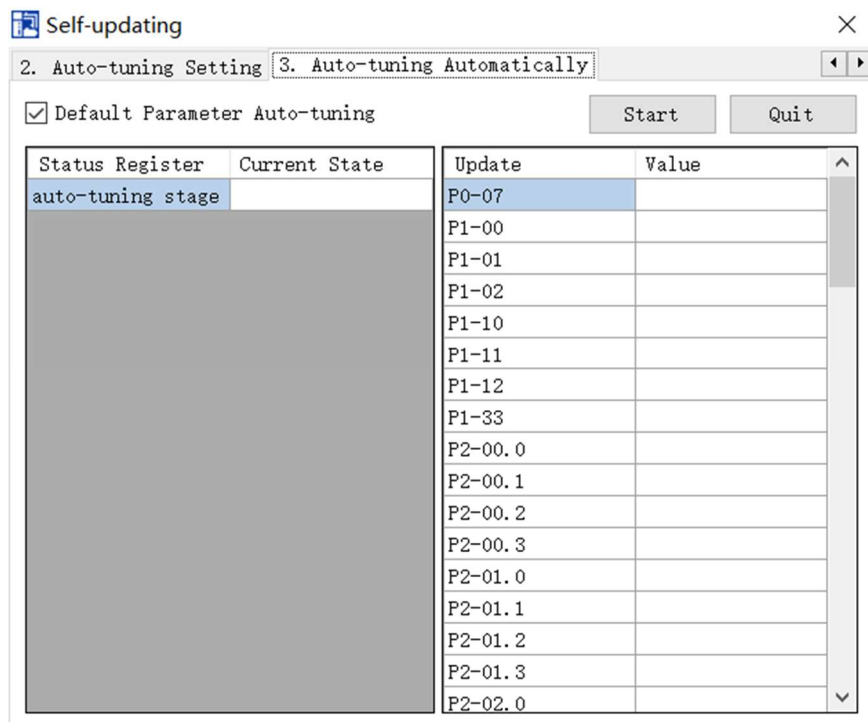 Self-updating
2. Auto-tuning Setting 3. Auto-tuning Automatically
Default Parameter Auto-tuning Start Quit
Status Register Current State Update Value
auto-tuning stage P0-07
P1-00
P1-01
P1-02
P1-10
P1-11
P1-12
P1-33
P2-00.0
P2-00.1
P2-00.2
P2-00.3
P2-01.0
P2-01.1
P2-01.2
P2-01.3
P2-02.0